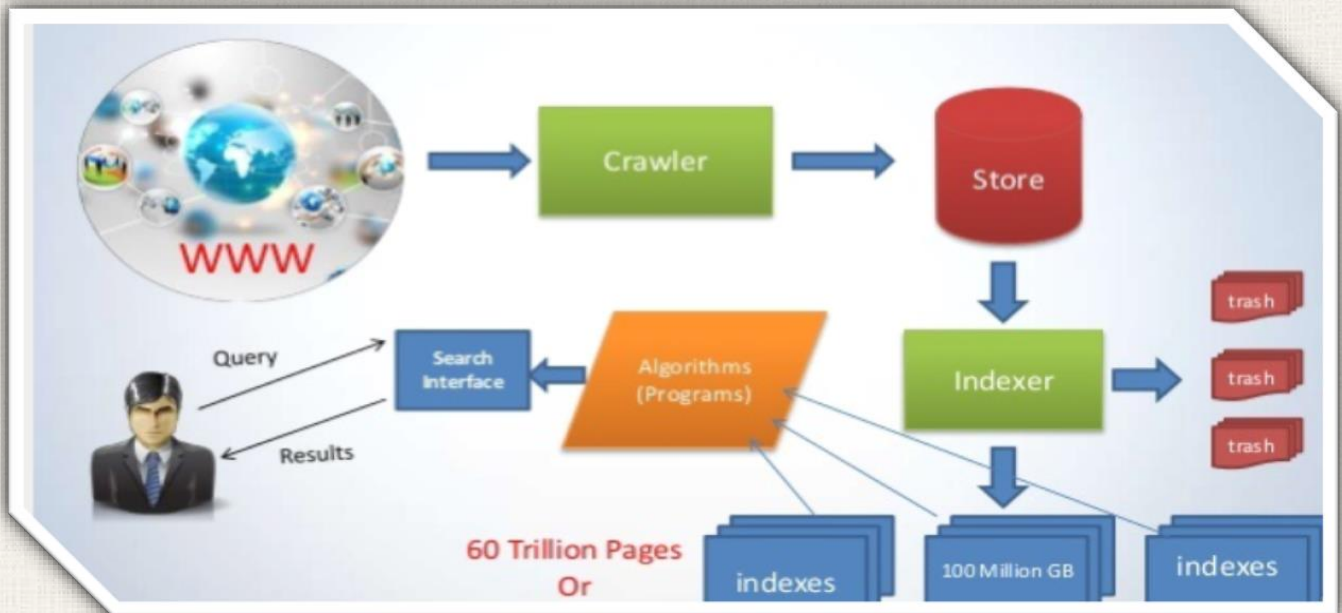 WWW
Crawler
Store
Query
Search
Interface
Algorithms
(Programs)
Indexer
trash
trash
trash
Results
60 Trillion Pages
Or
indexes
100 Million GB
indexes